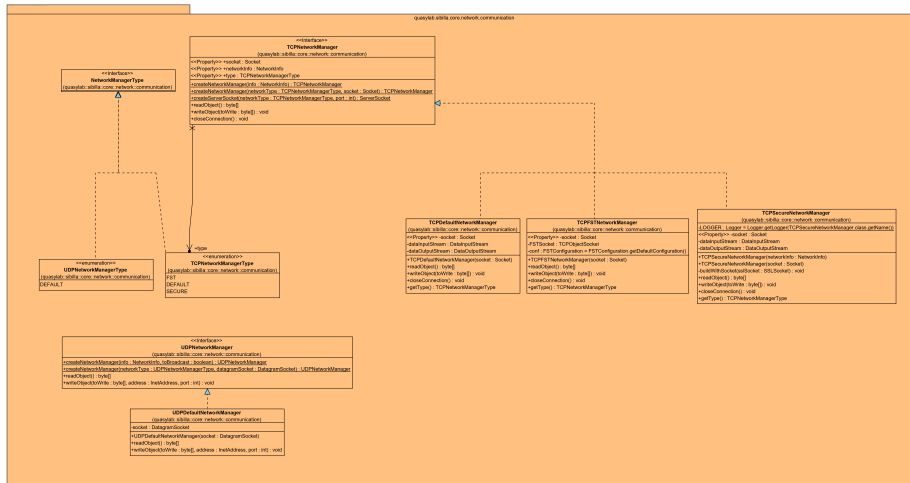 quasylab.sibilla.core.network.communication
<<Interface>>
TCPNetworkManager
(quasylab::sibilla::core::network::communication)
<<Property>> +socket : Socket
<<Property>> +networkInfo : NetworkInfo
<<Property>> +type : TCPNetworkManagerType
+createNetworkManager(info : NetworkInfo) : TCPNetworkManager
+createNetworkManager(networkType : TCPNetworkManagerType, socket : Socket) : TCPNetworkManager
+createServerSocket(networkType : TCPNetworkManagerType, port : int) : ServerSocket
+readObject() : byte[]
+writeObject(toWrite : byte[]) : void
+closeConnection() : void
<<Interface>>
NetworkManagerType
(quasylab::sibilla::core::network::communication)
+type
<<enumeration>>
UDPNetworkManagerType
(quasylab::sibilla::core::network::communication)
DEFAULT
<<enumeration>>
TCPNetworkManagerType
(quasylab::sibilla::core::network::communication)
FST
DEFAULT
SECURE
TCPDefaultNetworkManager
(quasylab::sibilla::core::network::communication)
<<Property>> -socket : Socket
-dataInputStream : DataInputStream
-dataOutputStream : DataOutputStream
+TCPDefaultNetworkManager(socket : Socket)
+readObject() : byte[]
+writeObject(toWrite : byte[]) : void
+closeConnection() : void
+getType() : TCPNetworkManagerType
TCPFSTNetworkManager
(quasylab::sibilla::core::network::communication)
<<Property>> -socket : Socket
-FSTSocket : TCPObjectSocket
-conf : FSTConfiguration = FSTConfiguration.getDefaultConfiguration()
+TCPFSTNetworkManager(socket : Socket)
+readObject() : byte[]
+writeObject(toWrite : byte[]) : void
+closeConnection() : void
+getType() : TCPNetworkManagerType
TCPSecureNetworkManager
(quasylab::sibilla::core::network::communication)
-LOGGER : Logger = Logger.getLogger(TCPSecureNetworkManager.class.getName())
<<Property>> -socket : Socket
-dataInputStream : DataInputStream
-dataOutputStream : DataOutputStream
+TCPSecureNetworkManager(networkInfo : NetworkInfo)
+TCPSecureNetworkManager(socket : Socket)
-buildWithSocket(sslSocket : SSLSocket) : void
+readObject() : byte[]
+writeObject(toWrite : byte[]) : void
+closeConnection() : void
+getType() : TCPNetworkManagerType
<<Interface>>
UDPNetworkManager
(quasylab::sibilla::core::network::communication)
+createNetworkManager(info : NetworkInfo, toBroadcast : boolean) : UDPNetworkManager
+createNetworkManager(networkType : UDPNetworkManagerType, datagramSocket : DatagramSocket) : UDPNetworkManager
+readObject() : byte[]
+writeObject(toWrite : byte[], address : InetAddress, port : int) : void
UDPDefaultNetworkManager
(quasylab::sibilla::core::network::communication)
-socket : DatagramSocket
+UDPDefaultNetworkManager(socket : DatagramSocket)
+readObject() : byte[]
+writeObject(toWrite : byte[], address : InetAddress, port : int) : void